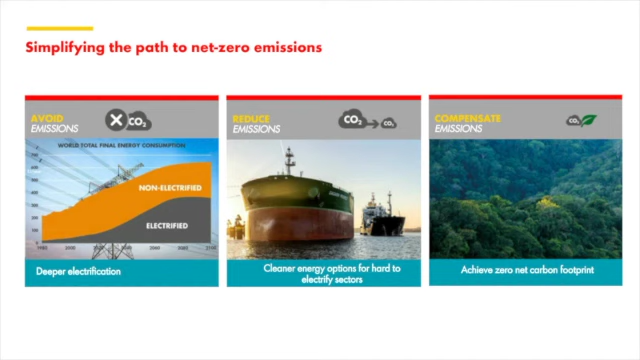 Simplifying the path to net-zero emissions
AVOID
EMISSIONS
CO₂
WORLD TOTAL FINAL ENERGY CONSUMPTION
NON-ELECTRIFIED
ELECTRIFIED
Deeper electrification
REDUCE
EMISSIONS
CO₂
CO₂
Cleaner energy options for hard to
electrify sectors
COMPENSATE
EMISSIONS
CO₂
Achieve zero net carbon footprint